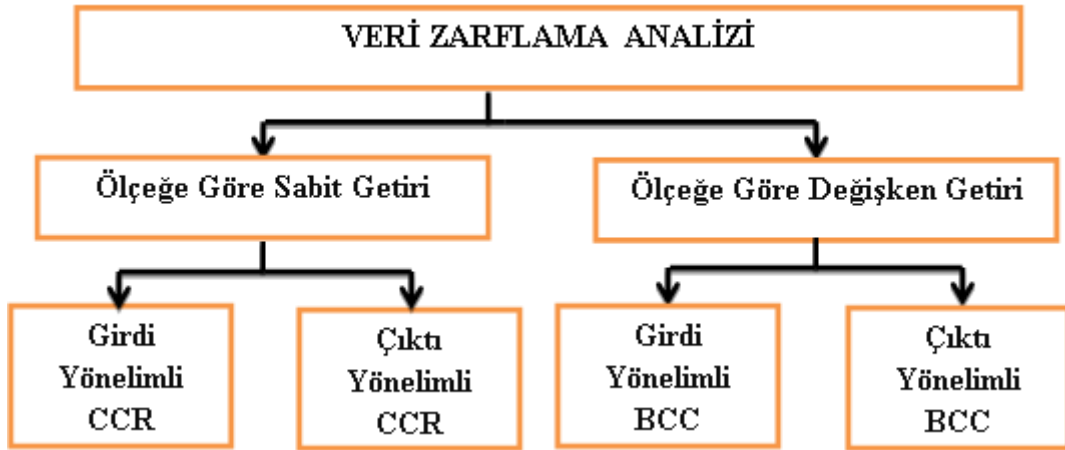 VERİ ZARFLAMA ANALİZİ
Ölçeğe Göre Sabit Getiri
Ölçeğe Göre Değişken Getiri
Girdi
Yönelimli
CCR
Çıktı
Yönelimli
CCR
Girdi
Yönelimli
BCC
Çıktı
Yönelimli
BCC